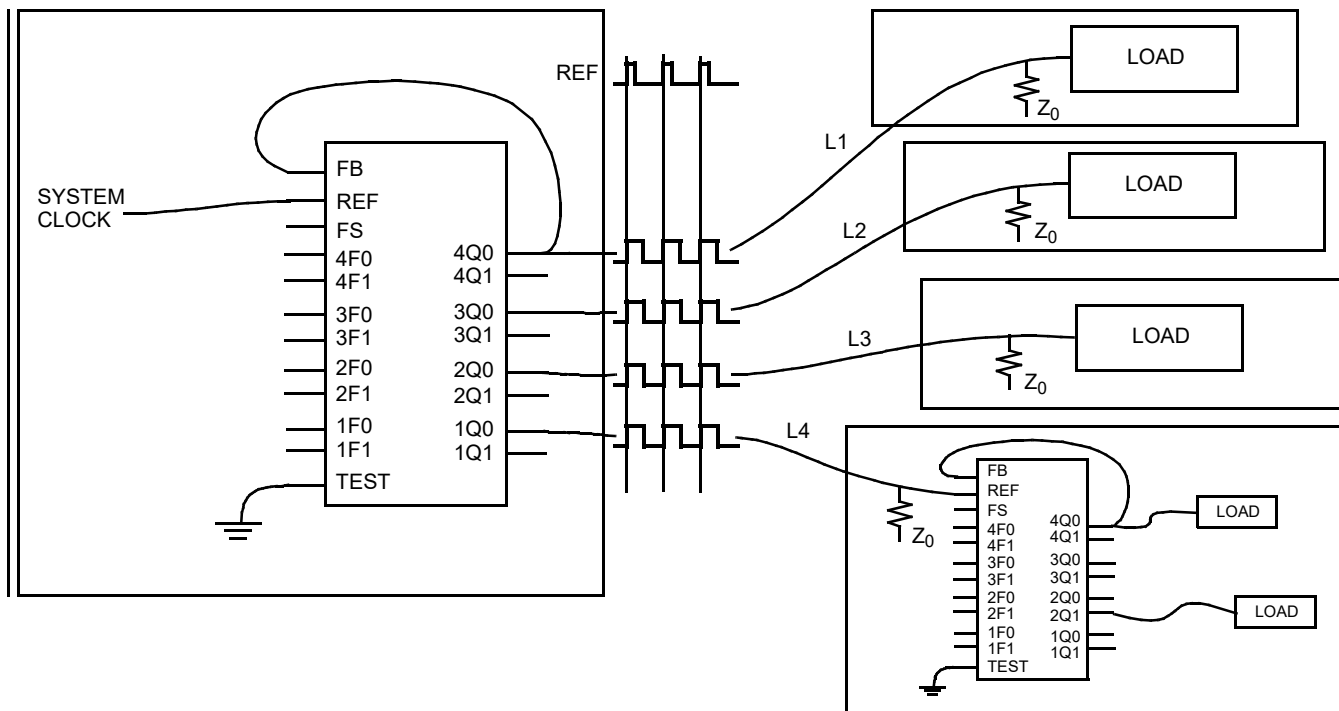 SYSTEM
CLOCK
FB
REF
FS
4F0
4F1
3F0
3F1
2F0
2F1
1F0
1F1
TEST
4Q0
4Q1
3Q0
3Q1
2Q0
2Q1
1Q0
1Q1
REF
L1
L2
L3
L4
LOAD
Z0
LOAD
Z0
LOAD
Z0
Z0
FB
REF
FS
4F0
4F1
3F0
3F1
2F0
2F1
1F0
1F1
TEST
4Q0
4Q1
3Q0
3Q1
2Q0
2Q1
1Q0
1Q1
LOAD
LOAD